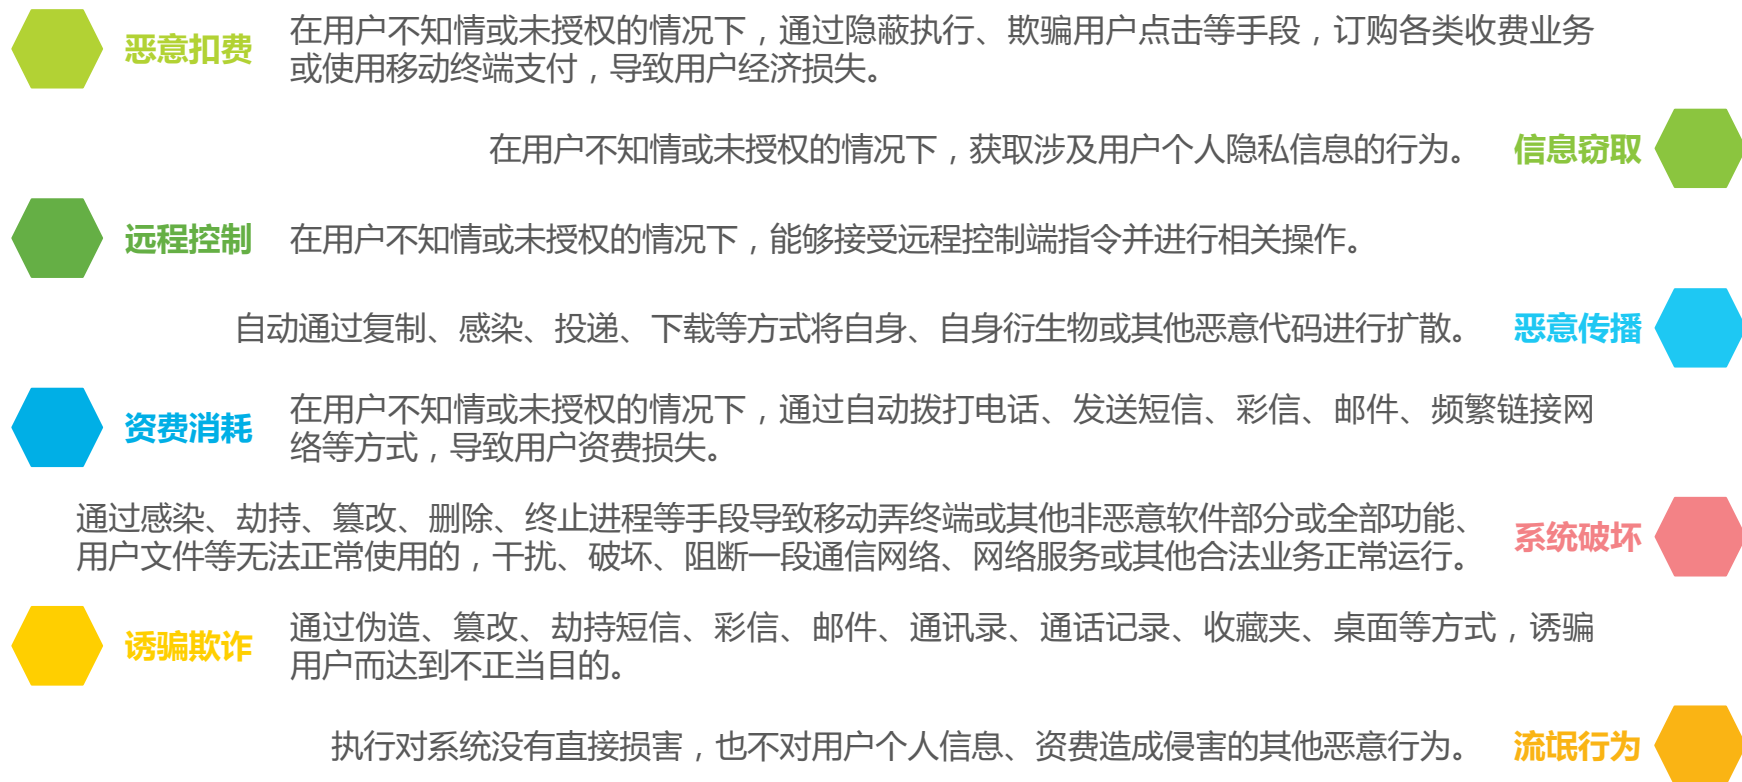 恶意扣费
在用户不知情或未授权的情况下，通过隐蔽执行、欺骗用户点击等手段，订购各类收费业务
或使用移动终端支付，导致用户经济损失。
在用户不知情或未授权的情况下，获取涉及用户个人隐私信息的行为。
信息窃取
远程控制
在用户不知情或未授权的情况下，能够接受远程控制端指令并进行相关操作。
自动通过复制、感染、投递、下载等方式将自身、自身衍生物或其他恶意代码进行扩散。
恶意传播
资费消耗
在用户不知情或未授权的情况下，通过自动拨打电话、发送短信、彩信、邮件、频繁链接网
络等方式，导致用户资费损失。
通过感染、劫持、篡改、删除、终止进程等手段导致移动弄终端或其他非恶意软件部分或全部功能、
用户文件等无法正常使用的，干扰、破坏、阻断一段通信网络、网络服务或其他合法业务正常运行。
系统破坏
诱骗欺诈
通过伪造、篡改、劫持短信、彩信、邮件、通讯录、通话记录、收藏夹、桌面等方式，诱骗
用户而达到不正当目的。
执行对系统没有直接损害，也不对用户个人信息、资费造成侵害的其他恶意行为。
流氓行为